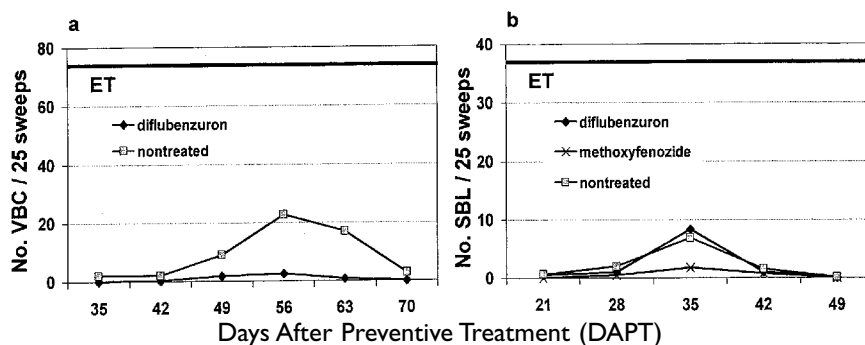 a
No. VBC / 25 sweeps
80
60
40
20
0
ET
diflubenzuron
nontreated
35 42 49 56 63 70
b
No. SBL / 25 sweeps
40
30
20
10
0
ET
diflubenzuron
methoxyfenozide
nontreated
21 28 35 42 49
Days After Preventive Treatment (DAPT)